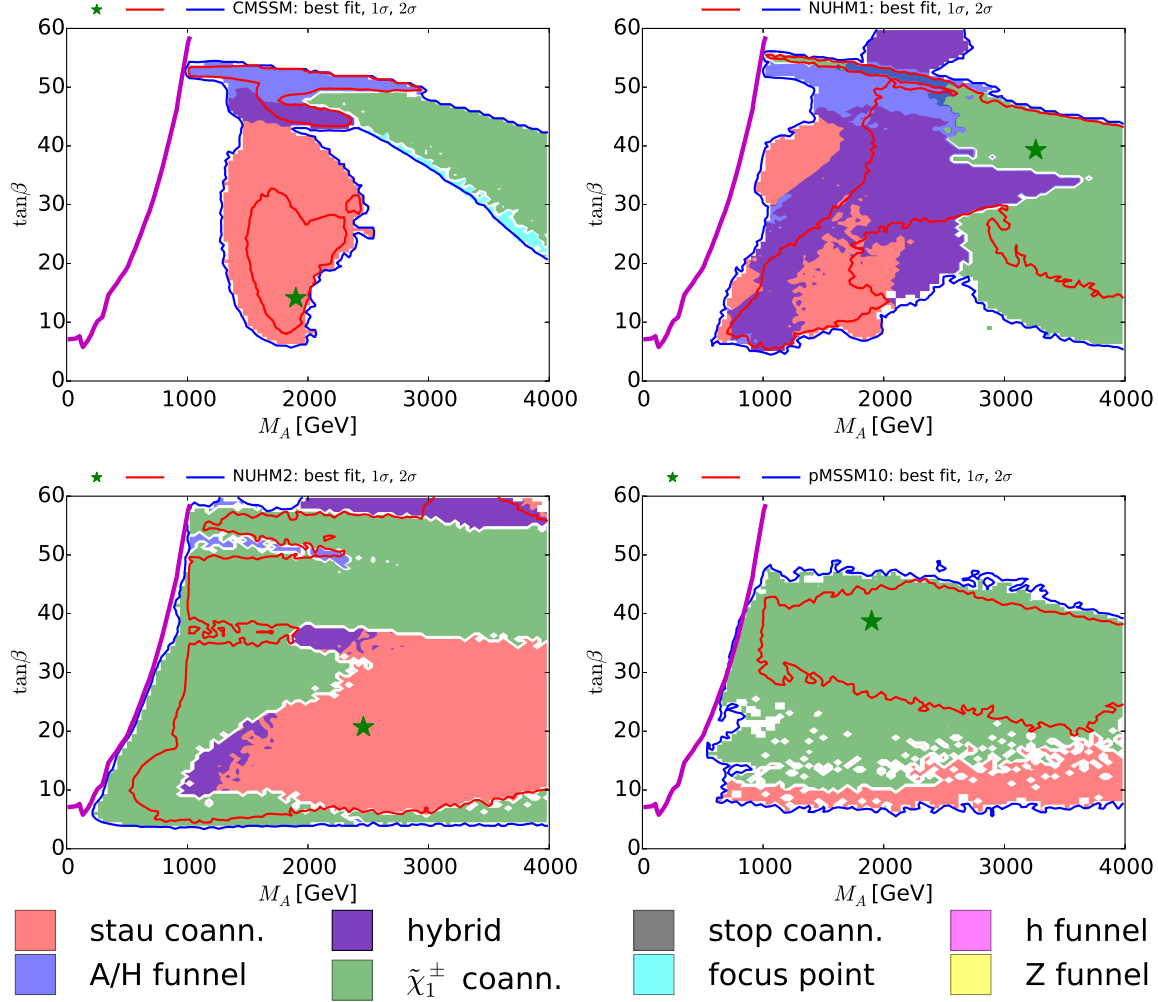 CMSSM: best fit, 1σ, 2σ
60
50
40
30
20
10
0
tanβ
0 1000 2000 3000 4000
M_A [GeV]
NUHM1: best fit, 1σ, 2σ
60
50
40
30
20
10
0
tanβ
0 1000 2000 3000 4000
M_A [GeV]
NUHM2: best fit, 1σ, 2σ
60
50
40
30
20
10
0
tanβ
0 1000 2000 3000 4000
M_A [GeV]
pMSSM10: best fit, 1σ, 2σ
60
50
40
30
20
10
0
tanβ
0 1000 2000 3000 4000
M_A [GeV]
stau coann. hybrid stop coann. h funnel
A/H funnel χ̃₁^± coann. focus point Z funnel